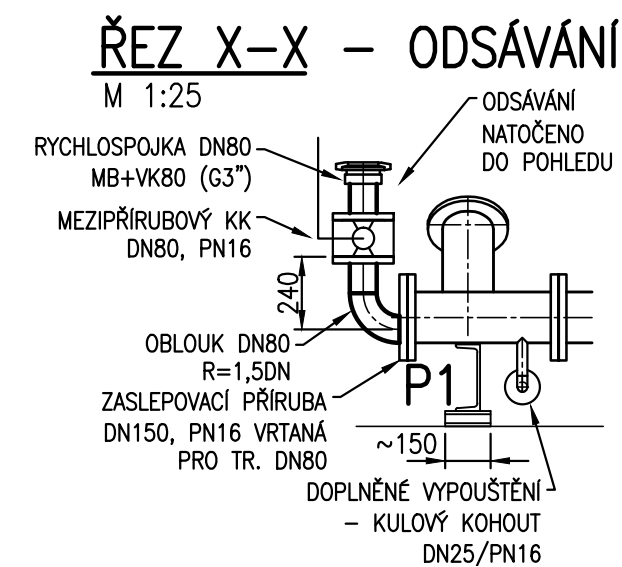 ŘEZ X-X - ODSÁVÁNÍ
M 1:25
ODSÁVÁNÍ
NATOČENO
DO POHLEDU
RYCHLOSPOJKA DN80
MB+VK80 (G3")
MEZIPŘÍRUBOVÝ KK
DN80, PN16
240
OBLOUK DN80
R=1,5DN
P1
ZASLEPOVACÍ PŘÍRUBA
DN150, PN16 VRTANÁ
PRO TR. DN80
~150
DOPLNĚNÉ VYPOUŠTĚNÍ
- KULOVÝ KOHOUT
DN25/PN16